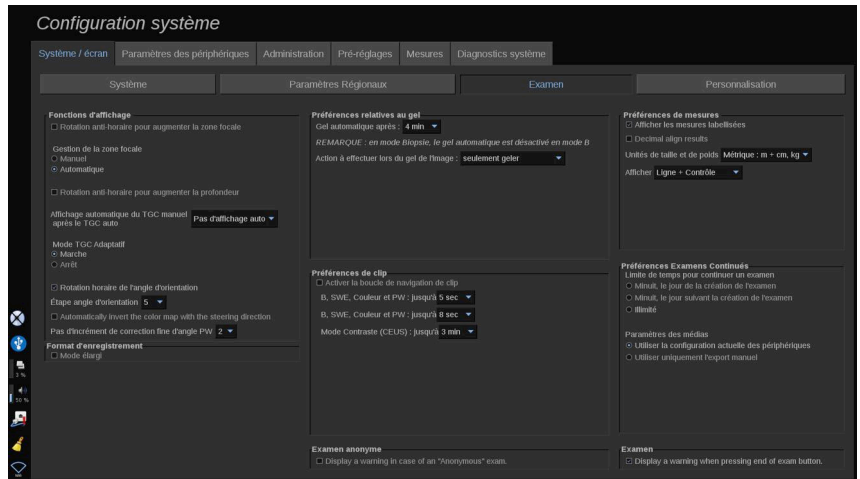 Configuration système
Système / écran
Paramètres des périphériques
Administration
Pré-réglages
Mesures
Diagnostics système
Système
Paramètres Régionaux
Examen
Personnalisation
Fonctions d'affichage
Rotation anti-horaire pour augmenter la zone focale
Gestion de la zone focale
Manuel
Automatique
Rotation anti-horaire pour augmenter la profondeur
Affichage automatique du TGC manuel
après le TGC auto
Pas d'affichage auto
Mode TGC Adaptatif
Marche
Arrêt
Rotation horaire de l'angle d'orientation
Étape angle d'orientation 5
Automatically invert the color map with the steering direction
Pas d'incrément de correction fine d'angle PW 2
Format d'enregistrement
Mode élargi
Préférences relatives au gel
Gel automatique après : 4 min
REMARQUE : en mode Biopsie, le gel automatique est désactivé en mode B
Action à effectuer lors du gel de l'image : seulement geler
Préférences de clip
Activer la boucle de navigation de clip
B, SWE, Couleur et PW : jusqu'à 5 sec
B, SWE, Couleur et PW : jusqu'à 8 sec
Mode Contraste (CEUS) : jusqu'à 3 min
Examen anonyme
Display a warning in case of an "Anonymous" exam.
Préférences de mesures
Afficher les mesures labellisées
Decimal align results
Unités de taille et de poids Métrique : m + cm, kg
Afficher Ligne + Contrôle
Préférences Examens Continués
Limite de temps pour continuer un examen
Minuit, le jour de la création de l'examen
Minuit, le jour suivant la création de l'examen
Illimité
Paramètres des médias
Utiliser la configuration actuelle des périphériques
Utiliser uniquement l'export manuel
Examen
Display a warning when pressing end of exam button.
3 %
50 %